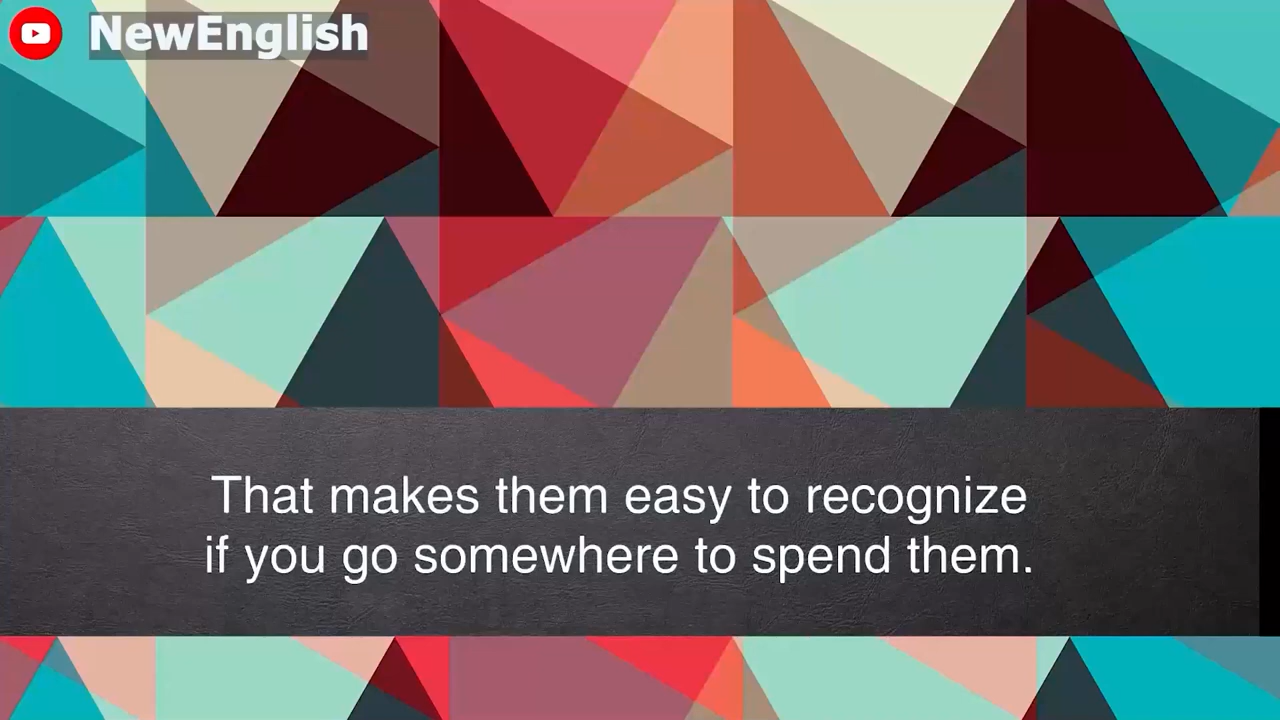 NewEnglish
That makes them easy to recognize
if you go somewhere to spend them.